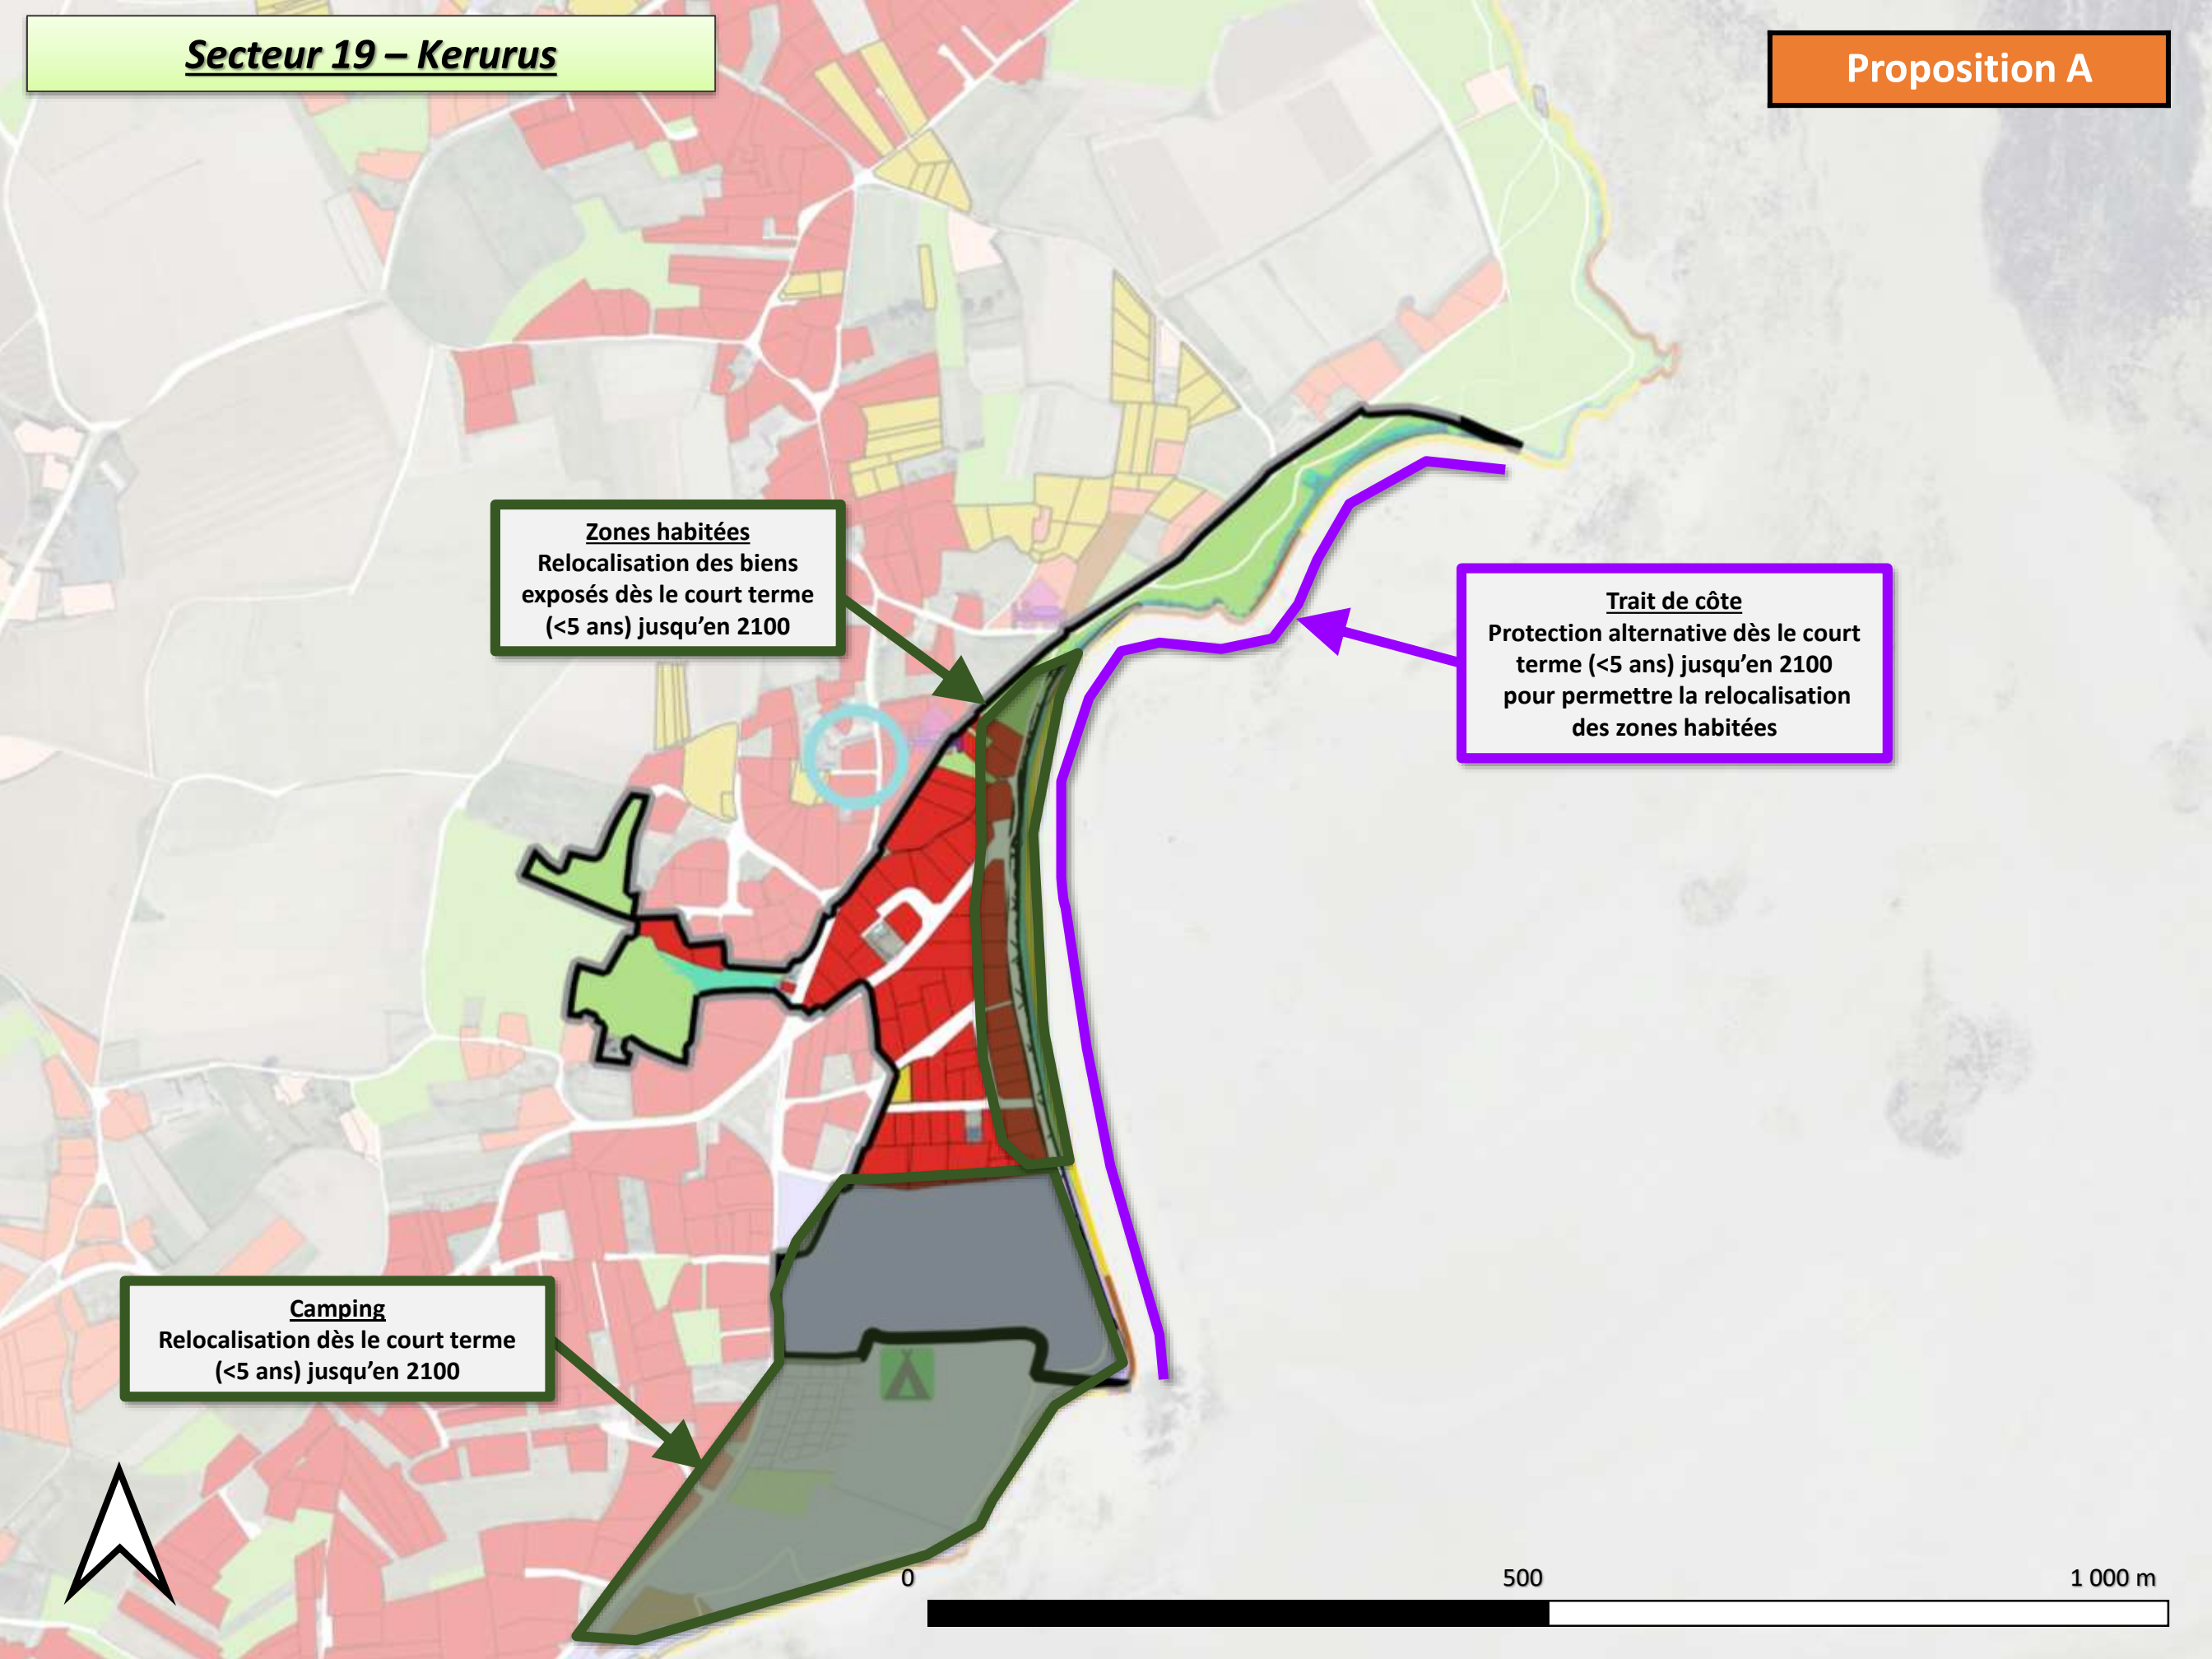 Secteur 19 – Kerurus
Proposition A
Zones habitées
Relocalisation des biens
exposés dès le court terme
(<5 ans) jusqu'en 2100
Trait de côte
Protection alternative dès le court
terme (<5 ans) jusqu'en 2100
pour permettre la relocalisation
des zones habitées
Camping
Relocalisation dès le court terme
(<5 ans) jusqu'en 2100
0 500 1 000 m